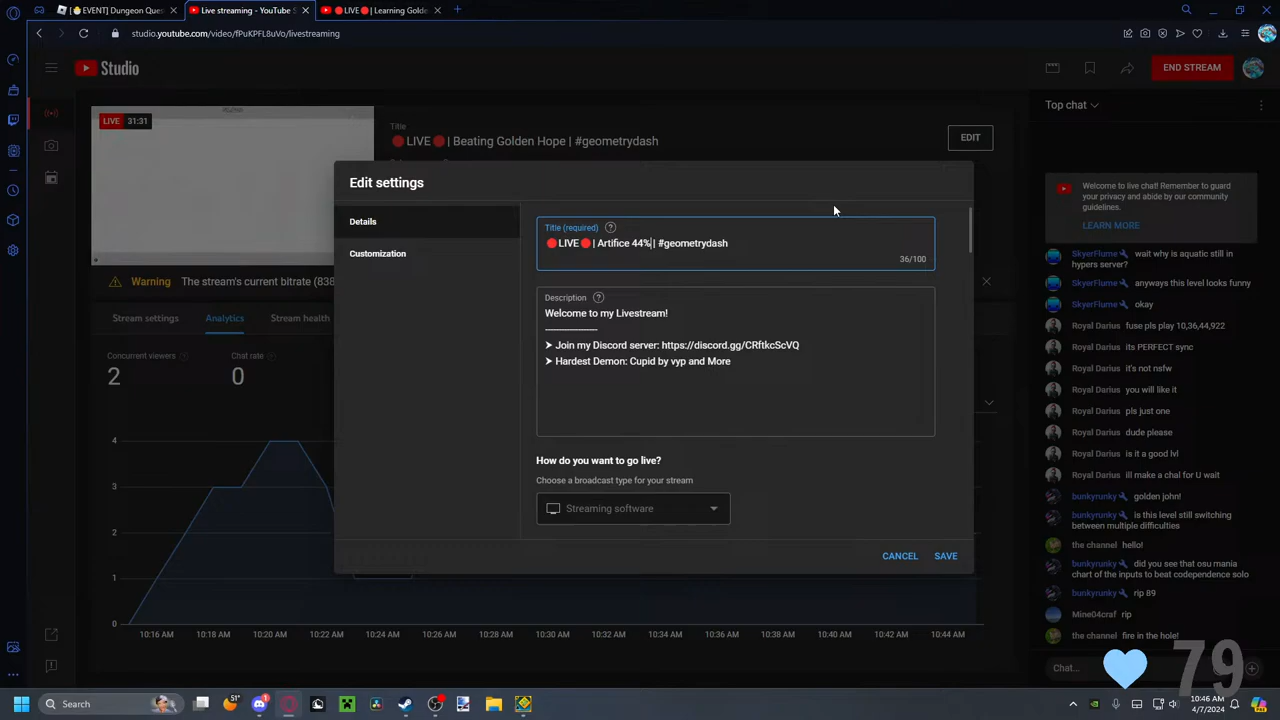 [🐣EVENT] Dungeon Ques
Live streaming - YouTube S
🔴LIVE🔴| Learning Golde
studio.youtube.com/video/fPuKPFL8uVo/livestreaming
Studio
END STREAM
LIVE 31:31
Title
🔴LIVE🔴| Beating Golden Hope | #geometrydash
EDIT
Warning The stream's current bitrate (838
Stream settings Analytics Stream health
Concurrent viewers
2
Chat rate
0
4
3
2
1
0
10:16 AM 10:18 AM 10:20 AM 10:22 AM 10:24 AM 10:26 AM 10:28 AM 10:30 AM 10:32 AM 10:34 AM 10:36 AM 10:38 AM 10:40 AM 10:42 AM 10:44 AM
Edit settings
Details
Customization
Title (required)
🔴LIVE🔴| Artifice 44%| #geometrydash
36/100
Description
Welcome to my Livestream!
——————
➤ Join my Discord server: https://discord.gg/CRftkcScVQ
➤ Hardest Demon: Cupid by vyp and More
How do you want to go live?
Choose a broadcast type for your stream
Streaming software
CANCEL SAVE
Top chat
Welcome to live chat! Remember to guard
your privacy and abide by our community
guidelines.
LEARN MORE
SkyerFlume wait why is aquatic still in
hypers server?
SkyerFlume anyways this level looks funny
SkyerFlume okay
Royal Darius fuse pls play 10,36,44,922
Royal Darius its PERFECT sync
Royal Darius it's not nsfw
Royal Darius you will like it
Royal Darius pls just one
Royal Darius dude please
Royal Darius is it a good lvl
Royal Darius ill make a chal for U wait
bunkyrunky golden john!
bunkyrunky is this level still switching
between multiple difficulties
the channel hello!
bunkyrunky did you see that osu mania
chart of the inputs to beat codependence solo
bunkyrunky rip 89
Mine04craf rip
the channel fire in the hole!
Chat...
79
Search
51°
10:46 AM
4/7/2024